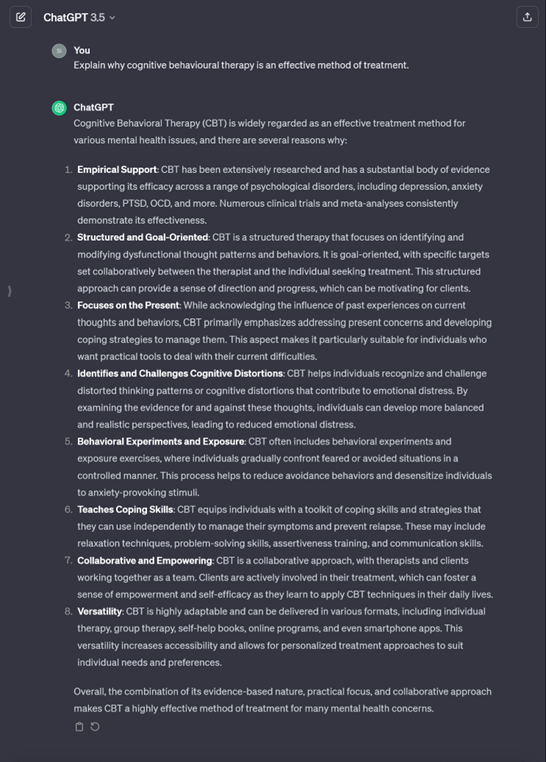 ChatGPT 3.5
You
Explain why cognitive behavioural therapy is an effective method of treatment.
ChatGPT
Cognitive Behavioral Therapy (CBT) is widely regarded as an effective treatment method for
various mental health issues, and there are several reasons why:
1. Empirical Support: CBT has been extensively researched and has a substantial body of evidence
supporting its efficacy across a range of psychological disorders, including depression, anxiety
disorders, PTSD, OCD, and more. Numerous clinical trials and meta-analyses consistently
demonstrate its effectiveness.
2. Structured and Goal-Oriented: CBT is a structured therapy that focuses on identifying and
modifying dysfunctional thought patterns and behaviors. It is goal-oriented, with specific targets
set collaboratively between the therapist and the individual seeking treatment. This structured
approach can provide a sense of direction and progress, which can be motivating for clients.
3. Focuses on the Present: While acknowledging the influence of past experiences on current
thoughts and behaviors, CBT primarily emphasizes addressing present concerns and developing
coping strategies to manage them. This aspect makes it particularly suitable for individuals who
want practical tools to deal with their current difficulties.
4. Identifies and Challenges Cognitive Distortions: CBT helps individuals recognize and challenge
distorted thinking patterns or cognitive distortions that contribute to emotional distress. By
examining the evidence for and against these thoughts, individuals can develop more balanced
and realistic perspectives, leading to reduced emotional distress.
5. Behavioral Experiments and Exposure: CBT often includes behavioral experiments and
exposure exercises, where individuals gradually confront feared or avoided situations in a
controlled manner. This process helps to reduce avoidance behaviors and desensitize individuals
to anxiety-provoking stimuli.
6. Teaches Coping Skills: CBT equips individuals with a toolkit of coping skills and strategies that
they can use independently to manage their symptoms and prevent relapse. These may include
relaxation techniques, problem-solving skills, assertiveness training, and communication skills.
7. Collaborative and Empowering: CBT is a collaborative approach, with therapists and clients
working together as a team. Clients are actively involved in their treatment, which can foster a
sense of empowerment and self-efficacy as they learn to apply CBT techniques in their daily lives.
8. Versatility: CBT is highly adaptable and can be delivered in various formats, including individual
therapy, group therapy, self-help books, online programs, and even smartphone apps. This
versatility increases accessibility and allows for personalized treatment approaches to suit
individual needs and preferences.
Overall, the combination of its evidence-based nature, practical focus, and collaborative approach
makes CBT a highly effective method of treatment for many mental health concerns.